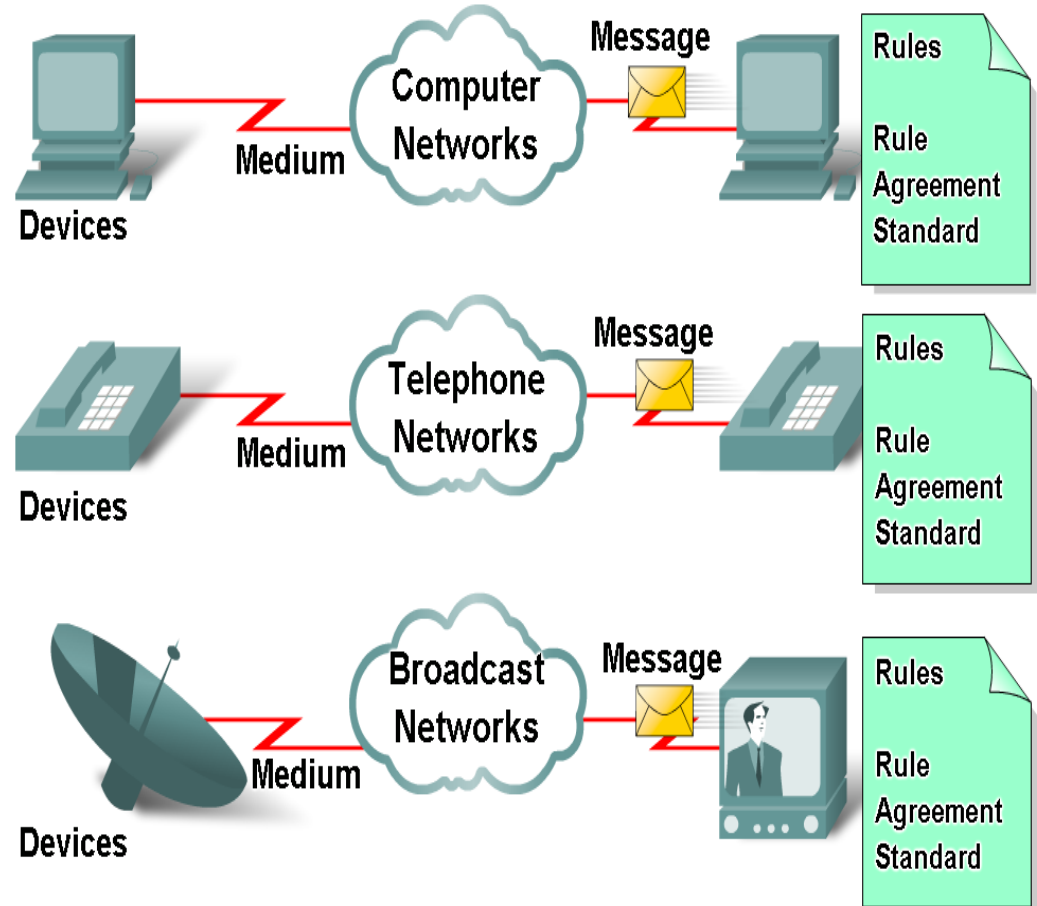 Message
Rules
Computer
Networks
Rule
Medium
Agreement
Devices
Standard
Message
Rules
Telephone
Networks
Rule
Medium
Agreement
Devices
Standard
Message
Broadcast
Rules
Networks
Medium
Rule
Agreement
Devices
Standard